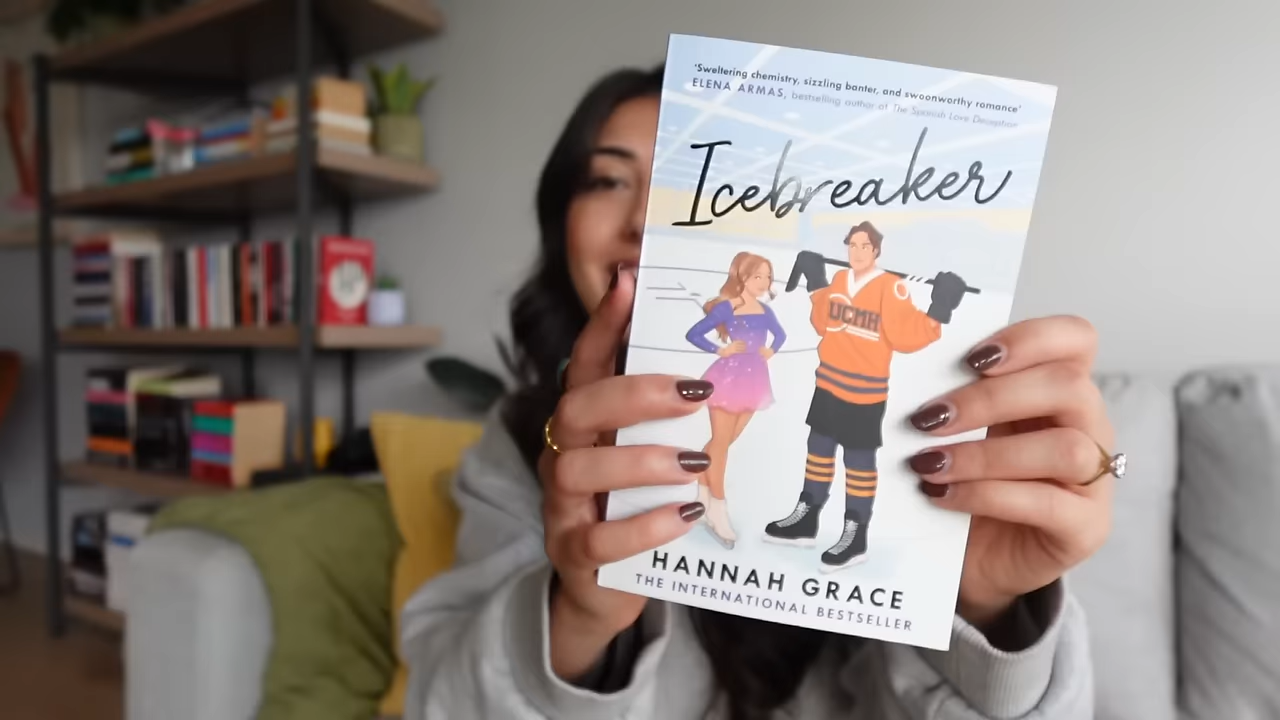 'Sweltering chemistry, sizzling banter, and swoonworthy romance'
ELENA ARMAS, bestselling author of The Spanish Love Deception
Icebreaker
UCMH
HANNAH GRACE
THE INTERNATIONAL BESTSELLER